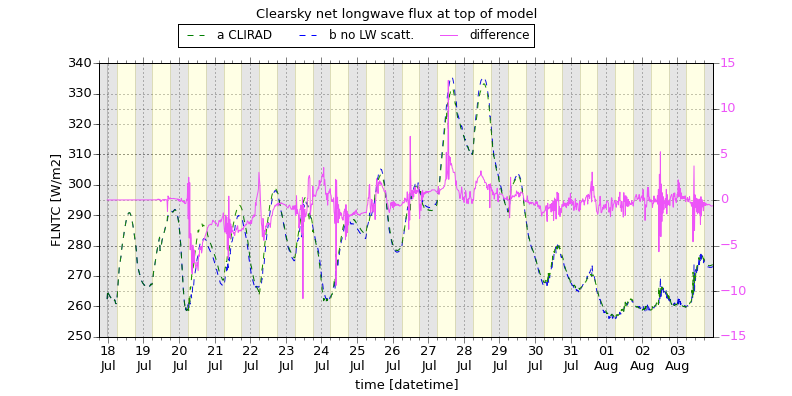 Clearsky net longwave flux at top of model
a CLIRAD b no LW scatt. difference
340 15
330
320 10
310 5
300
290 0
280 −5
270
260 −10
250 −15
FLNTC [W/m2]
18 19 20 21 22 23 24 25 26 27 28 29 30 31 01 02 03
Jul Jul Jul Jul Jul Jul Jul Jul Jul Jul Jul Jul Jul Jul Aug Aug Aug
time [datetime]